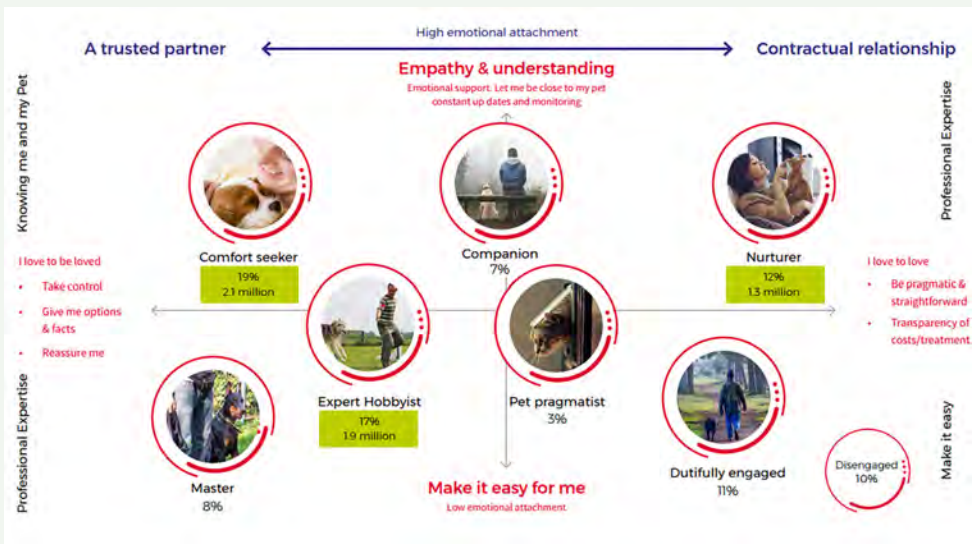 A trusted partner
High emotional attachment
Contractual relationship
Empathy & understanding
Emotional support. Let me be close to my pet
constant up dates and monitoring
Knowing me and my Pet
Professional Expertise
Comfort seeker
19%
2.1 million
Companion
7%
Nurturer
12%
1.3 million
I love to be loved
• Take control
• Give me options
& facts
• Reassure me
I love to love
• Be pragmatic &
straightforward
• Transparency of
costs/treatment.
Expert Hobbyist
17%
1.9 million
Pet pragmatist
3%
Professional Expertise
Make it easy
Master
8%
Make it easy for me
Low emotional attachment
Dutifully engaged
11%
Disengaged
10%